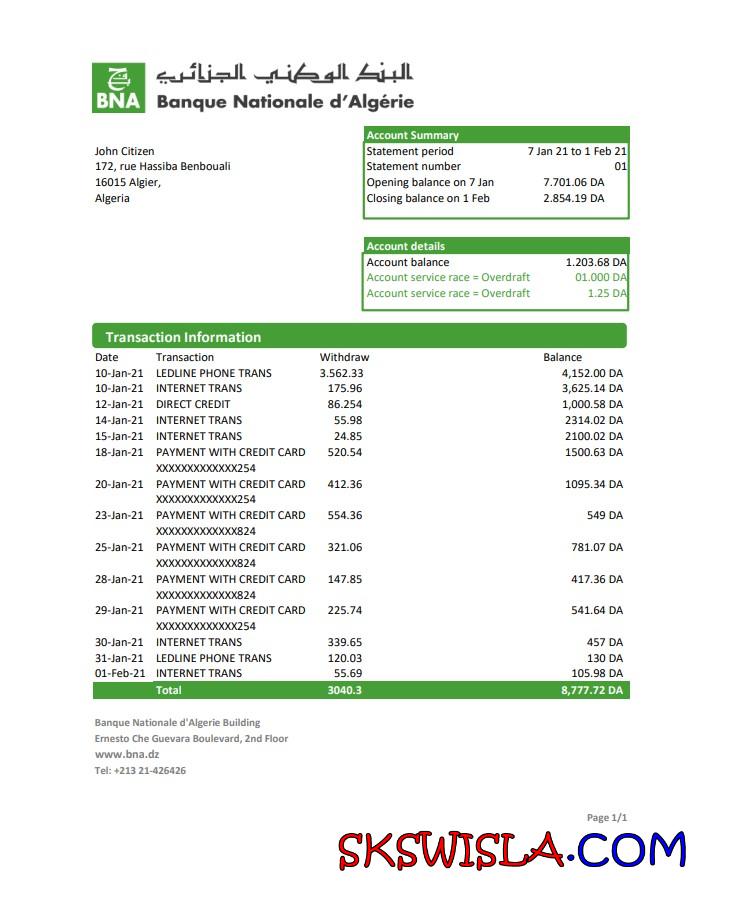 البنك الوطني الجزائري
BNA
Banque Nationale d'Algérie
Account Summary
John Citizen
Statement period 7 Jan 21 to 1 Feb 21
172, rue Hassiba Benbouali
Statement number 01
16015 Algier,
Opening balance on 7 Jan 7.701.06 DA
Algeria
Closing balance on 1 Feb 2.854.19 DA
Account details
Account balance 1.203.68 DA
Account service race = Overdraft 01.000 DA
Account service race = Overdraft 1.25 DA
Transaction Information
Date Transaction Withdraw Balance
10-Jan-21 LEDLINE PHONE TRANS 3.562.33 4,152.00 DA
10-Jan-21 INTERNET TRANS 175.96 3,625.14 DA
12-Jan-21 DIRECT CREDIT 86.254 1,000.58 DA
14-Jan-21 INTERNET TRANS 55.98 2314.02 DA
15-Jan-21 INTERNET TRANS 24.85 2100.02 DA
18-Jan-21 PAYMENT WITH CREDIT CARD 520.54 1500.63 DA
XXXXXXXXXXXXX254
20-Jan-21 PAYMENT WITH CREDIT CARD 412.36 1095.34 DA
XXXXXXXXXXXXX254
23-Jan-21 PAYMENT WITH CREDIT CARD 554.36 549 DA
XXXXXXXXXXXXX824
25-Jan-21 PAYMENT WITH CREDIT CARD 321.06 781.07 DA
XXXXXXXXXXXXX824
28-Jan-21 PAYMENT WITH CREDIT CARD 147.85 417.36 DA
XXXXXXXXXXXXX824
29-Jan-21 PAYMENT WITH CREDIT CARD 225.74 541.64 DA
XXXXXXXXXXXXX254
30-Jan-21 INTERNET TRANS 339.65 457 DA
31-Jan-21 LEDLINE PHONE TRANS 120.03 130 DA
01-Feb-21 INTERNET TRANS 55.69 105.98 DA
Total 3040.3 8,777.72 DA
Banque Nationale d'Algerie Building
Ernesto Che Guevara Boulevard, 2nd Floor
www.bna.dz
Tel: +213 21-426426
Page 1/1
SKSWISLA.COM